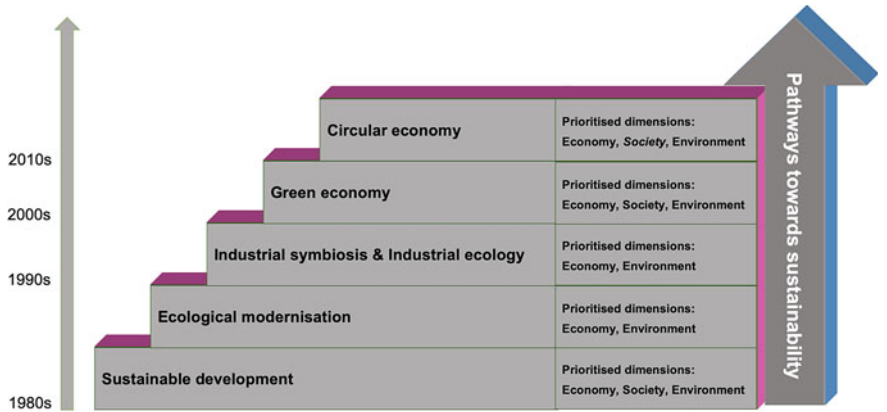 Circular economy
Prioritised dimensions:
Economy, Society, Environment
2010s
Green economy
Prioritised dimensions:
Economy, Society, Environment
2000s
Industrial symbiosis & Industrial ecology
Prioritised dimensions:
Economy, Environment
1990s
Ecological modernisation
Prioritised dimensions:
Economy, Environment
Sustainable development
Prioritised dimensions:
Economy, Society, Environment
1980s
Pathways towards sustainability